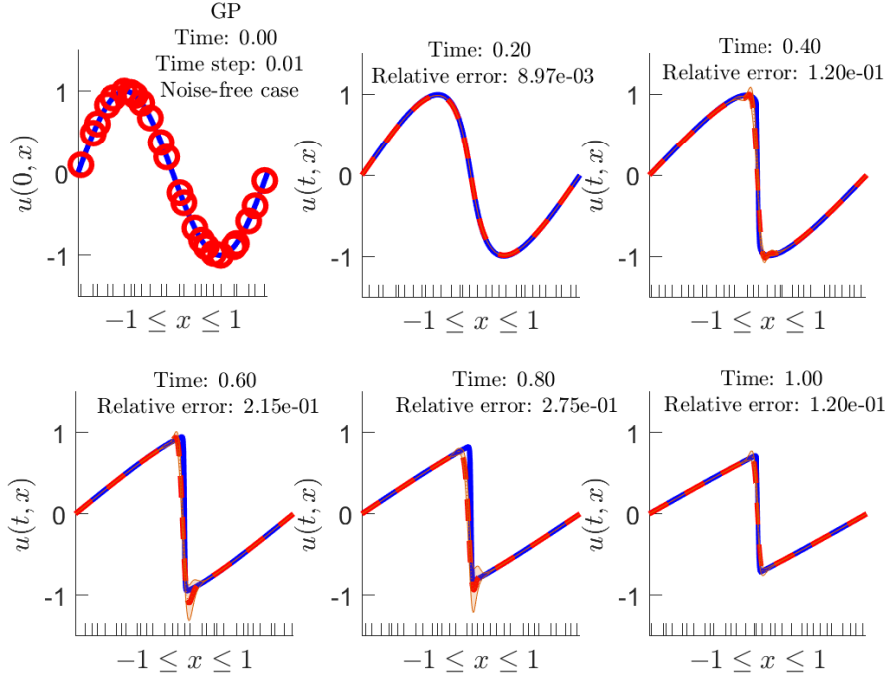 GP
Time: 0.00
Time step: 0.01
Noise-free case
u(0, x)
1
0
-1
−1 ≤ x ≤ 1
Time: 0.20
Relative error: 8.97e-03
u(t, x)
1
0
-1
−1 ≤ x ≤ 1
Time: 0.40
Relative error: 1.20e-01
u(t, x)
1
0
-1
−1 ≤ x ≤ 1
Time: 0.60
Relative error: 2.15e-01
u(t, x)
1
0
-1
−1 ≤ x ≤ 1
Time: 0.80
Relative error: 2.75e-01
u(t, x)
1
0
-1
−1 ≤ x ≤ 1
Time: 1.00
Relative error: 1.20e-01
u(t, x)
1
0
-1
−1 ≤ x ≤ 1